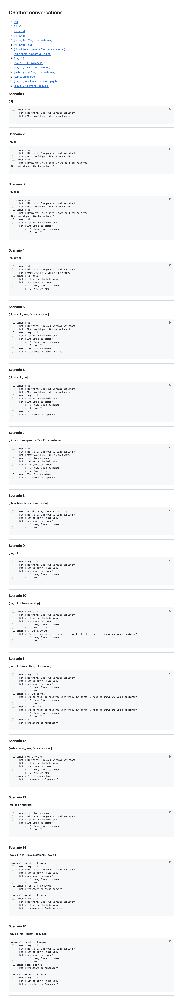 Chatbot conversations
1. [hi]
2. [hi, hi]
3. [hi, hi, hi]
4. [hi, pay bill]
5. [hi, pay bill, Yes, I'm a customer]
6. [hi, pay bill, no]
7. [hi, talk to an operator, Yes, I'm a customer]
8. [oh hi there, how are you doing]
9. [pay bill]
10. [pay bill, I like swimming]
11. [pay bill, I like coffee, I like tea, no]
12. [walk my dog, Yes, I'm a customer]
13. [talk to an operator]
14. [pay bill, Yes, I'm a customer],[pay bill]
15. [pay bill, No, I'm not],[pay bill]
Scenario 1
[hi]
[Customer]: hi
[     Bot]: Hi there! I'm your virtual assistant.
[     Bot]: What would you like to do today?
Scenario 2
[hi, hi]
[Customer]: hi
[     Bot]: Hi there! I'm your virtual assistant.
[     Bot]: What would you like to do today?
[Customer]: hi
[     Bot]: Hmmm, tell me a little more so I can help you.
What would you like to do today?
Scenario 3
[hi, hi, hi]
[Customer]: hi
[     Bot]: Hi there! I'm your virtual assistant.
[     Bot]: What would you like to do today?
[Customer]: hi
[     Bot]: Hmmm, tell me a little more so I can help you.
What would you like to do today?
[Customer]: hi
[     Bot]: Let me try to help you.
[     Bot]: Are you a customer?
[        ]:   1) Yes, I'm a customer
[        ]:   2) No, I'm not
Scenario 4
[hi, pay bill]
[Customer]: hi
[     Bot]: Hi there! I'm your virtual assistant.
[     Bot]: What would you like to do today?
[Customer]: pay bill
[     Bot]: Let me try to help you.
[     Bot]: Are you a customer?
[        ]:   1) Yes, I'm a customer
[        ]:   2) No, I'm not
Scenario 5
[hi, pay bill, Yes, I'm a customer]
[Customer]: hi
[     Bot]: Hi there! I'm your virtual assistant.
[     Bot]: What would you like to do today?
[Customer]: pay bill
[     Bot]: Let me try to help you.
[     Bot]: Are you a customer?
[        ]:   1) Yes, I'm a customer
[        ]:   2) No, I'm not
[Customer]: Yes, I'm a customer
[     Bot]: transfers to 'self_service'
Scenario 6
[hi, pay bill, no]
[Customer]: hi
[     Bot]: Hi there! I'm your virtual assistant.
[     Bot]: What would you like to do today?
[Customer]: pay bill
[     Bot]: Let me try to help you.
[     Bot]: Are you a customer?
[        ]:   1) Yes, I'm a customer
[        ]:   2) No, I'm not
[Customer]: no
[     Bot]: transfers to 'operator'
Scenario 7
[hi, talk to an operator, Yes, I'm a customer]
[Customer]: hi
[     Bot]: Hi there! I'm your virtual assistant.
[     Bot]: What would you like to do today?
[Customer]: talk to an operator
[     Bot]: Let me try to help you.
[     Bot]: Are you a customer?
[        ]:   1) Yes, I'm a customer
[        ]:   2) No, I'm not
[Customer]: Yes, I'm a customer
[     Bot]: transfers to 'operator'
Scenario 8
[oh hi there, how are you doing]
[Customer]: oh hi there, how are you doing
[     Bot]: Hi there! I'm your virtual assistant.
[     Bot]: Let me try to help you.
[     Bot]: Are you a customer?
[        ]:   1) Yes, I'm a customer
[        ]:   2) No, I'm not
Scenario 9
[pay bill]
[Customer]: pay bill
[     Bot]: Hi there! I'm your virtual assistant.
[     Bot]: Let me try to help you.
[     Bot]: Are you a customer?
[        ]:   1) Yes, I'm a customer
[        ]:   2) No, I'm not
Scenario 10
[pay bill, I like swimming]
[Customer]: pay bill
[     Bot]: Hi there! I'm your virtual assistant.
[     Bot]: Let me try to help you.
[     Bot]: Are you a customer?
[        ]:   1) Yes, I'm a customer
[        ]:   2) No, I'm not
[Customer]: I like swimming
[     Bot]: I'd be happy to help you with this, But first, I need to know: are you a customer?
[        ]:   1) Yes, I'm a customer
[        ]:   2) No, I'm not
Scenario 11
[pay bill, I like coffee, I like tea, no]
[Customer]: pay bill
[     Bot]: Hi there! I'm your virtual assistant.
[     Bot]: Let me try to help you.
[     Bot]: Are you a customer?
[        ]:   1) Yes, I'm a customer
[        ]:   2) No, I'm not
[Customer]: I like coffee
[     Bot]: I'd be happy to help you with this, But first, I need to know: are you a customer?
[        ]:   1) Yes, I'm a customer
[        ]:   2) No, I'm not
[Customer]: I like tea
[     Bot]: I'd be happy to help you with this, But first, I need to know: are you a customer?
[        ]:   1) Yes, I'm a customer
[        ]:   2) No, I'm not
[Customer]: no
[     Bot]: transfers to 'operator'
Scenario 12
[walk my dog, Yes, I'm a customer]
[Customer]: walk my dog
[     Bot]: Hi there! I'm your virtual assistant.
[     Bot]: Let me try to help you.
[     Bot]: Are you a customer?
[        ]:   1) Yes, I'm a customer
[        ]:   2) No, I'm not
[Customer]: Yes, I'm a customer
[     Bot]: transfers to 'operator'
Scenario 13
[talk to an operator]
[Customer]: talk to an operator
[     Bot]: Hi there! I'm your virtual assistant.
[     Bot]: Let me try to help you.
[     Bot]: Are you a customer?
[        ]:   1) Yes, I'm a customer
[        ]:   2) No, I'm not
Scenario 14
[pay bill, Yes, I'm a customer], [pay bill]
***** Conversation 1 *****
[Customer]: pay bill
[     Bot]: Hi there! I'm your virtual assistant.
[     Bot]: Let me try to help you.
[     Bot]: Are you a customer?
[        ]:   1) Yes, I'm a customer
[        ]:   2) No, I'm not
[Customer]: Yes, I'm a customer
[     Bot]: transfers to 'self_service'
***** Conversation 2 *****
[Customer]: pay bill
[     Bot]: Hi there! I'm your virtual assistant.
[     Bot]: Let me try to help you.
[     Bot]: transfers to 'self_service'
Scenario 15
[pay bill, No, I'm not], [pay bill]
***** Conversation 1 *****
[Customer]: pay bill
[     Bot]: Hi there! I'm your virtual assistant.
[     Bot]: Let me try to help you.
[     Bot]: Are you a customer?
[        ]:   1) Yes, I'm a customer
[        ]:   2) No, I'm not
[Customer]: No, I'm not
[     Bot]: transfers to 'operator'
***** Conversation 2 *****
[Customer]: pay bill
[     Bot]: Let me try to help you.
[     Bot]: transfers to 'operator'